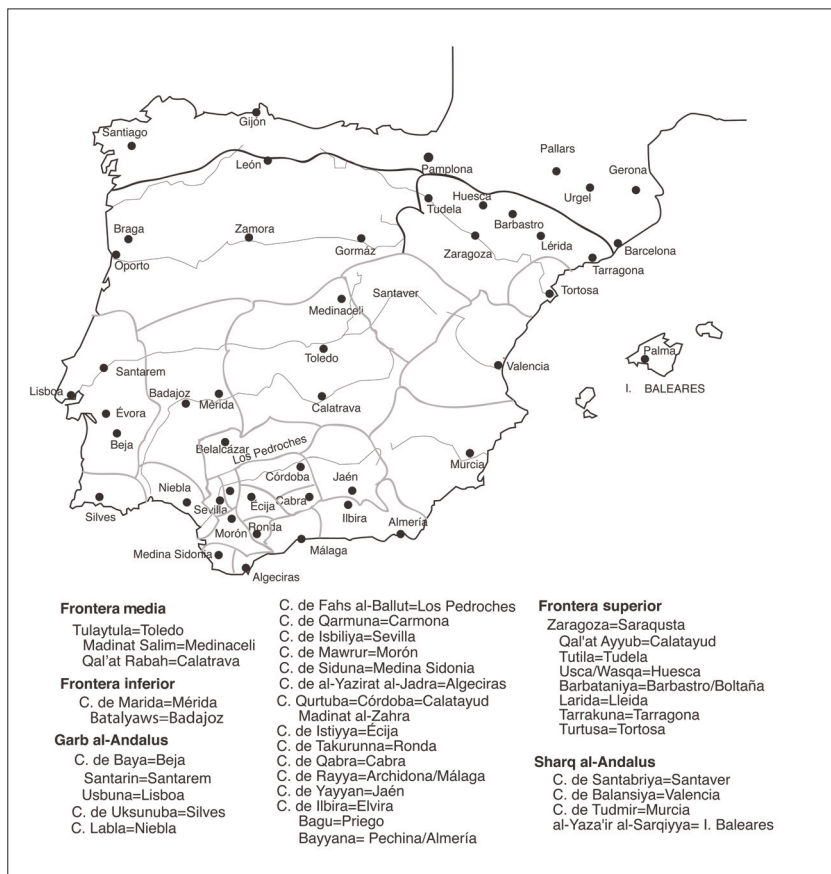 Gijón
Santiago
León
Pamplona
Pallars
Gerona
Urgel
Huesca
Tudela
Barbastro
Braga
Zamora
Gormáz
Zaragoza
Lérida
Barcelona
Oporto
Tarragona
Santaver
Tortosa
Medinaceli
Toledo
Palma
Santarem
Valencia
Lisboa
Badajoz
Mérida
Calatrava
I. BALEARES
Évora
Beja
Belalcázar
Los Pedroches
Murcia
Córdoba
Jaén
Niebla
Sevilla
Écija
Cabra
Silves
Ilbira
Morón
Ronda
Almería
Málaga
Medina Sidonia
Algeciras
Frontera media
Tulaytula=Toledo
Madinat Salim=Medinaceli
Qal'at Rabah=Calatrava
Frontera inferior
C. de Marida=Mérida
Batalyaws=Badajoz
Garb al-Andalus
C. de Baya=Beja
Santarin=Santarem
Usbuna=Lisboa
C. de Uksunuba=Silves
C. Labla=Niebla
C. de Fahs al-Ballut=Los Pedroches
C. de Qarmuna=Carmona
C. de Isbiliya=Sevilla
C. de Mawrur=Morón
C. de Siduna=Medina Sidonia
C. de al-Yazirat al-Jadra=Algeciras
C. Qurtuba=Córdoba=Calatayud
Madinat al-Zahra
C. de Istiyya=Écija
C. de Takurunna=Ronda
C. de Qabra=Cabra
C. de Rayya=Archidona/Málaga
C. de Yayyan=Jaén
C. de Ilbira=Elvira
Bagu=Priego
Bayyana= Pechina/Almería
Frontera superior
Zaragoza=Saraqusta
Qal'at Ayyub=Calatayud
Tutila=Tudela
Usca/Wasqa=Huesca
Barbataniya=Barbastro/Boltaña
Larida=Lleida
Tarrakuna=Tarragona
Turtusa=Tortosa
Sharq al-Andalus
C. de Santabriya=Santaver
C. de Balansiya=Valencia
C. de Tudmir=Murcia
al-Yaza'ir al-Sarqiyya= I. Baleares